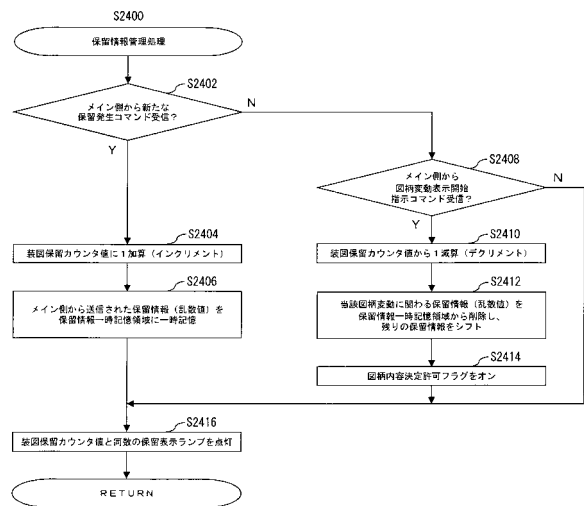 S2400
保留情報管理処理
S2402
メイン側から新たな
保留発生コマンド受信？
N
Y
S2408
メイン側から
図柄変動表示開始
指示コマンド受信？
N
Y
S2404
装図保留カウンタ値に１加算（インクリメント）
S2410
装図保留カウンタ値から１減算（デクリメント）
S2406
メイン側から送信された保留情報（乱数値）を
保留情報一時記憶領域に一時記憶
S2412
当該図柄変動に関わる保留情報（乱数値）を
保留情報一時記憶領域から削除し、
残りの保留情報をシフト
S2414
図柄内容決定許可フラグをオン
S2416
装図保留カウンタ値と同数の保留表示ランプを点灯
RETURN